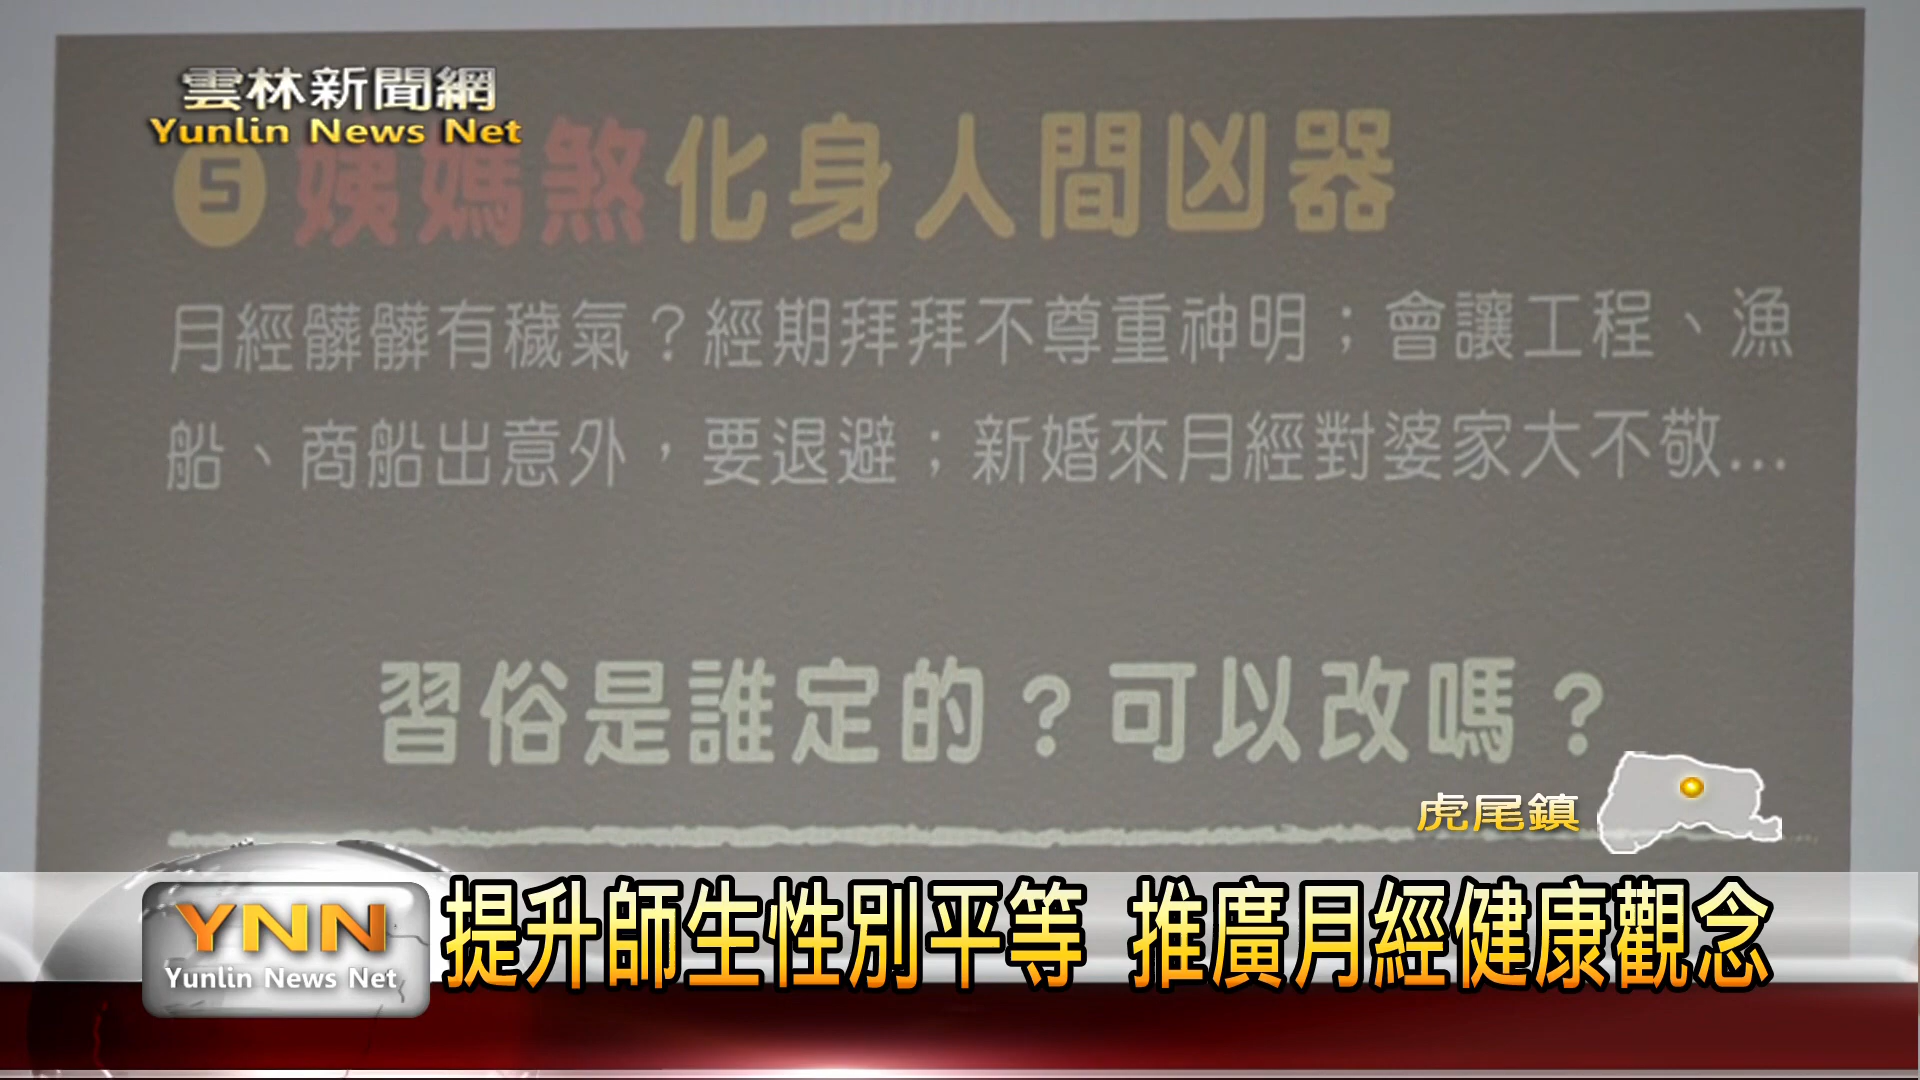 雲林新聞網
Yunlin News Net
5 姨媽煞化身人間凶器
月經髒髒有穢氣？經期拜拜不尊重神明；會讓工程、漁
船、商船出意外，要退避；新婚來月經對婆家大不敬...
習俗是誰定的？可以改嗎？
虎尾鎮
YNN
Yunlin News Net
提升師生性別平等 推廣月經健康觀念